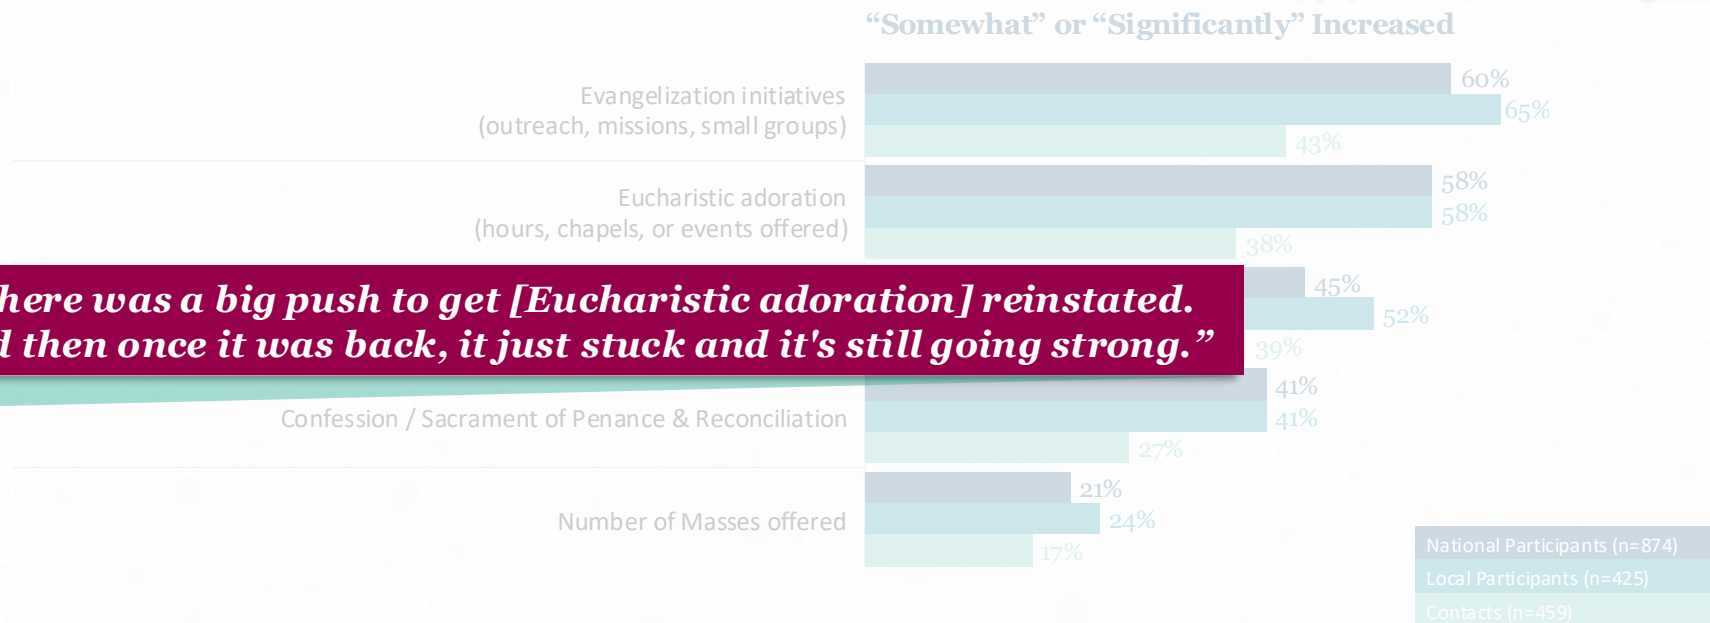 “Somewhat” or “Significantly” Increased
Evangelization initiatives
(outreach, missions, small groups)
60%
65%
43%
Eucharistic adoration
(hours, chapels, or events offered)
58%
58%
38%
here was a big push to get [Eucharistic adoration] reinstated.
then once it was back, it just stuck and it's still going strong.”
45%
52%
39%
Confession / Sacrament of Penance & Reconciliation
41%
41%
27%
Number of Masses offered
21%
24%
17%
National Participants (n=874)
Local Participants (n=425)
Contacts (n=459)